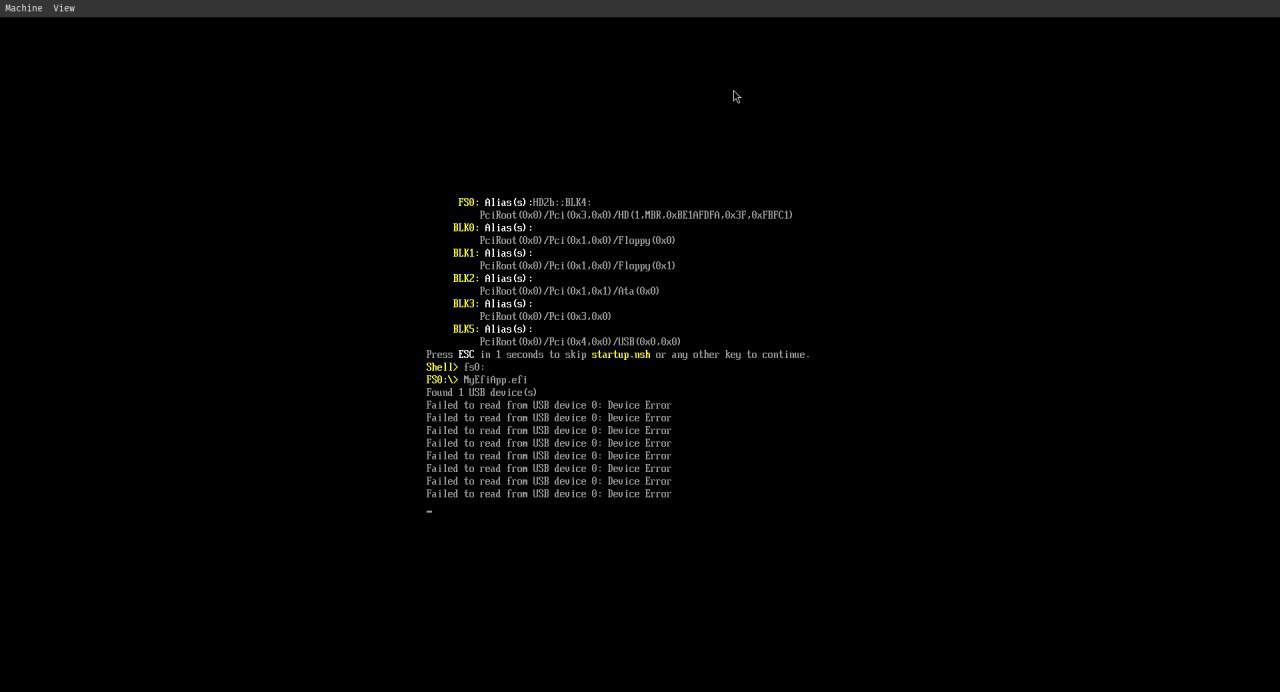 Machine View
FS0: Alias(s):HD2b:;BLK4:
PciRoot(0x0)/Pci(0x3,0x0)/HD(1,MBR,0xBE1AFDFA,0x3F,0xFBFC1)
BLK0: Alias(s):
PciRoot(0x0)/Pci(0x1,0x0)/Floppy(0x0)
BLK1: Alias(s):
PciRoot(0x0)/Pci(0x1,0x0)/Floppy(0x1)
BLK2: Alias(s):
PciRoot(0x0)/Pci(0x1,0x1)/Ata(0x0)
BLK3: Alias(s):
PciRoot(0x0)/Pci(0x3,0x0)
BLK5: Alias(s):
PciRoot(0x0)/Pci(0x4,0x0)/USB(0x0,0x0)
Press ESC in 1 seconds to skip startup.nsh or any other key to continue.
Shell> fs0:
FS0:\> MyEfiApp.efi
Found 1 USB device(s)
Failed to read from USB device 0: Device Error
Failed to read from USB device 0: Device Error
Failed to read from USB device 0: Device Error
Failed to read from USB device 0: Device Error
Failed to read from USB device 0: Device Error
Failed to read from USB device 0: Device Error
Failed to read from USB device 0: Device Error
Failed to read from USB device 0: Device Error